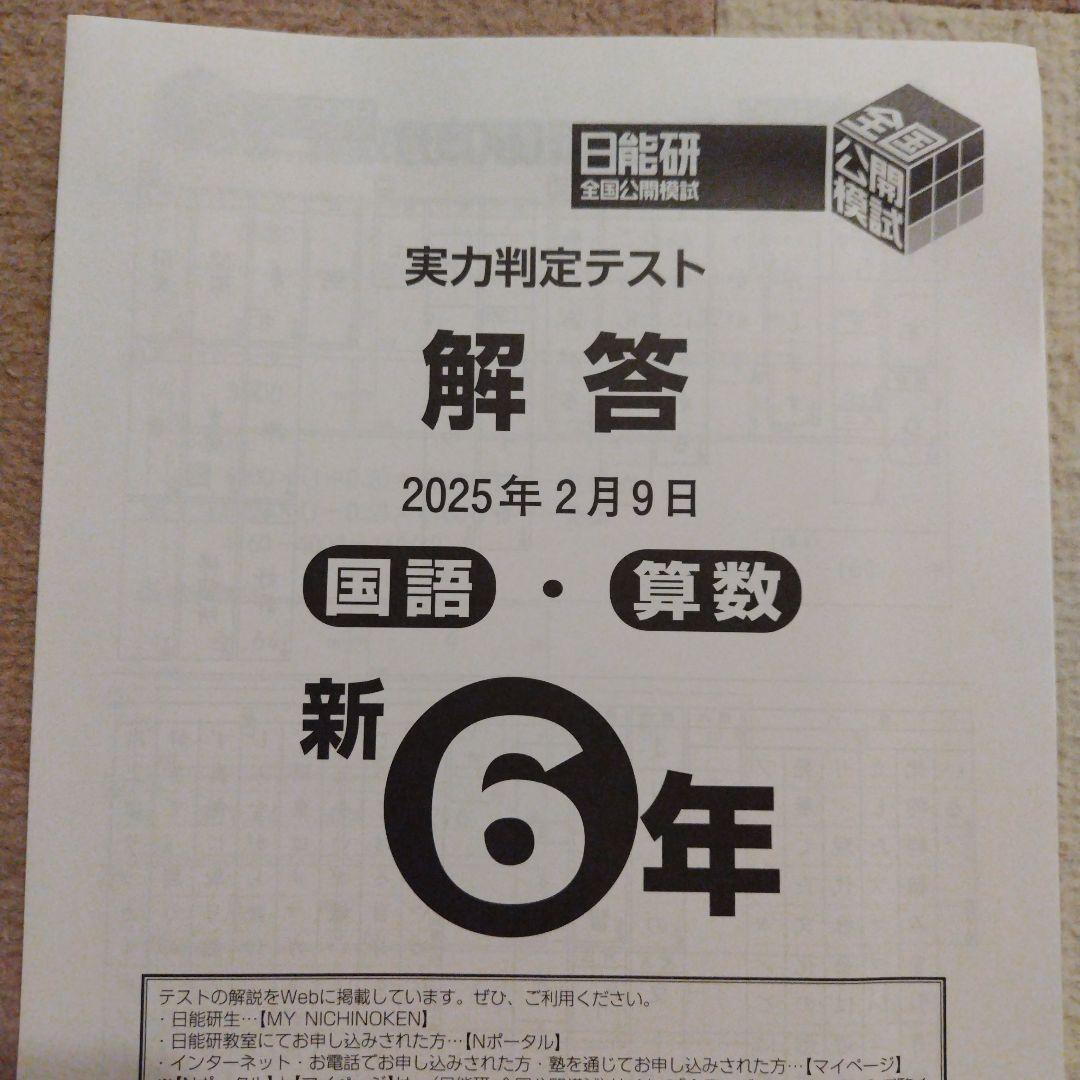 日能研
全国公開模試
全国
公開
模試
実力判定テスト
解答
2025年2月9日
国語・算数
新6年
テストの解説をWebに掲載しています。ぜひ、ご利用ください。
・日能研生…【MY NICHINOKEN】
・日能研教室にてお申し込みされた方…【Nポータル】
・インターネット・お電話でお申し込みされた方・塾を通じてお申し込みされた方…【マイページ】